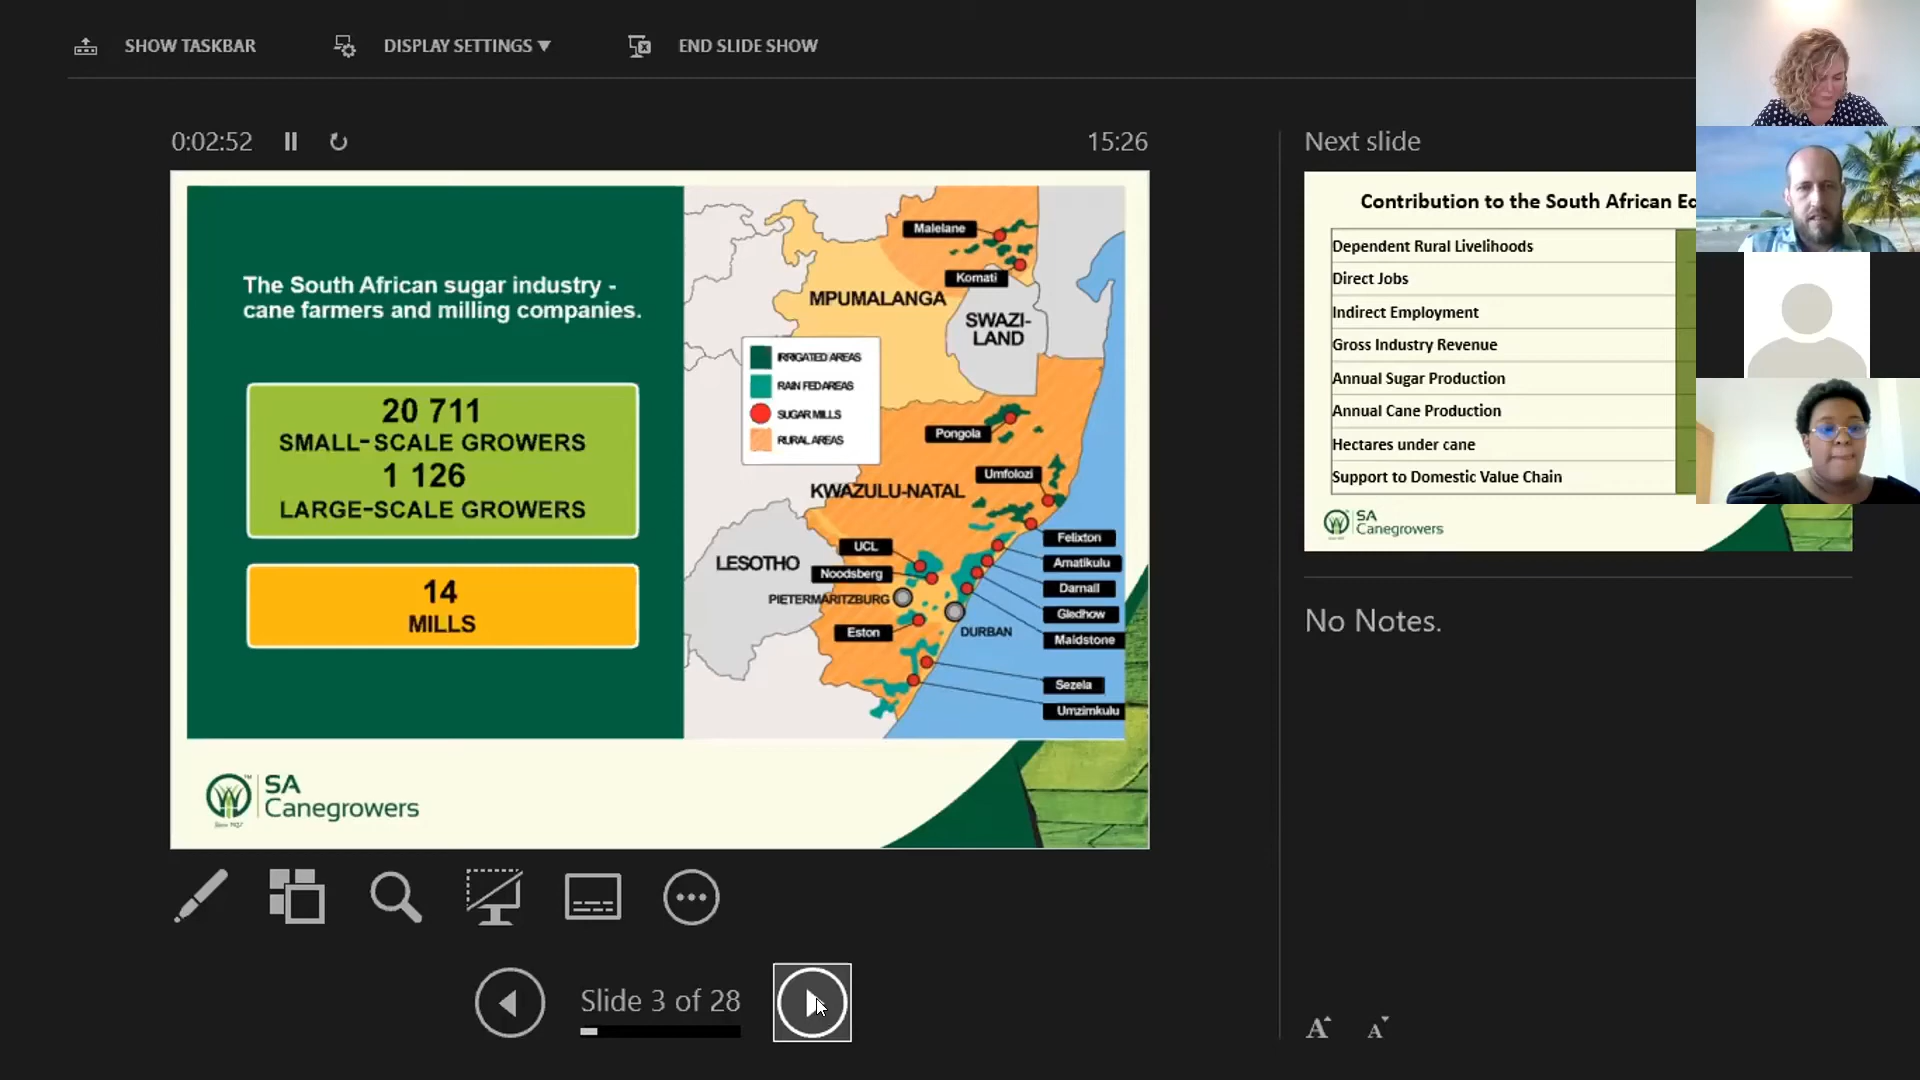 SHOW TASKBAR
DISPLAY SETTINGS ▼
END SLIDE SHOW
0:02:52
15:26
Next slide
The South African sugar industry -
cane farmers and milling companies.
20 711
SMALL-SCALE GROWERS
1 126
LARGE-SCALE GROWERS
14
MILLS
Malelane
Komati
MPUMALANGA
SWAZI-
LAND
IRRIGATED AREAS
RAIN FED AREAS
SUGAR MILLS
RURAL AREAS
Pongola
Umfolozi
KWAZULU-NATAL
Felixton
UCL
Amatikulu
LESOTHO
Noodsberg
Darnall
PIETERMARITZBURG
Gledhow
Eston
DURBAN
Maidstone
Sezela
Umzimkulu
SA
Canegrowers
Contribution to the South African Ec
Dependent Rural Livelihoods
Direct Jobs
Indirect Employment
Gross Industry Revenue
Annual Sugar Production
Annual Cane Production
Hectares under cane
Support to Domestic Value Chain
SA
Canegrowers
No Notes.
Slide 3 of 28
A
A